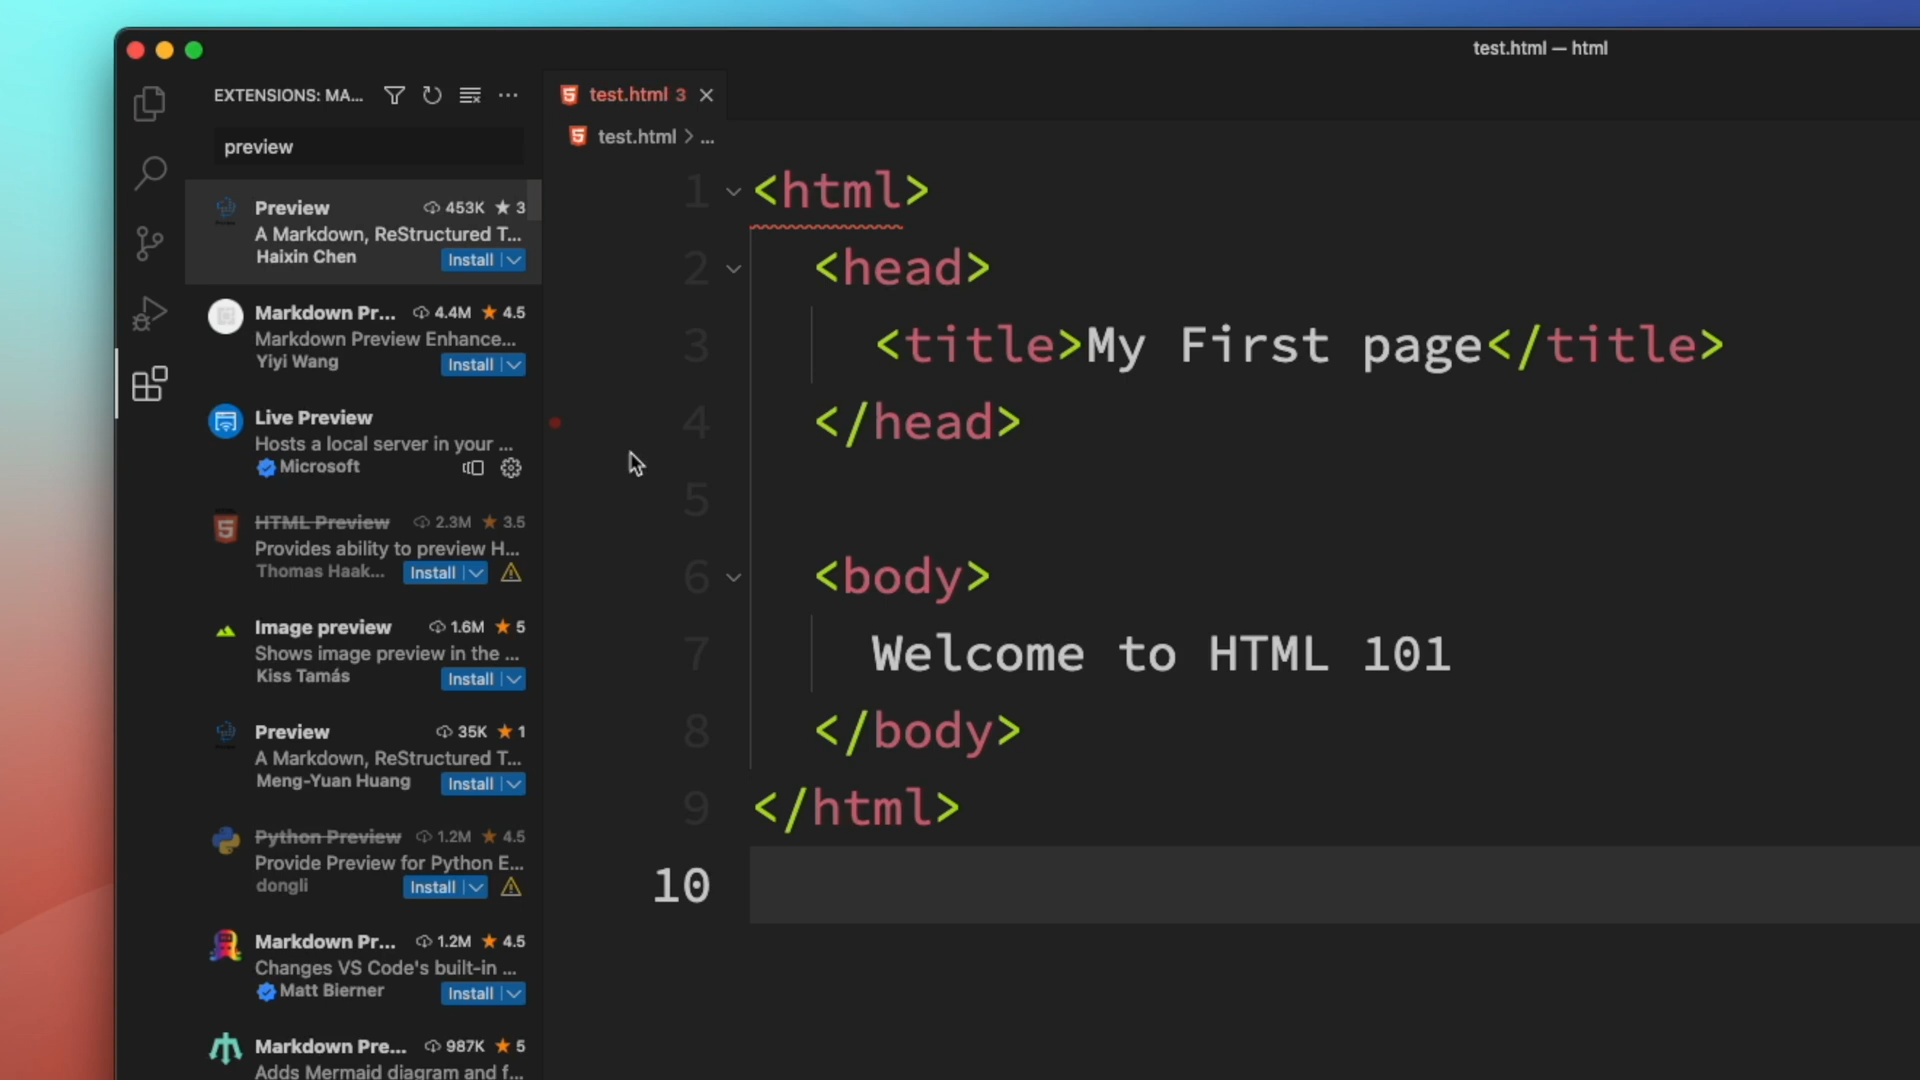 test.html — html
EXTENSIONS: MA...
preview
Preview 453K ★ 3
A Markdown, ReStructured T...
Haixin Chen Install
Markdown Pr... 4.4M ★ 4.5
Markdown Preview Enhance...
Yiyi Wang Install
Live Preview
Hosts a local server in your ...
Microsoft
HTML Preview 2.3M ★ 3.5
Provides ability to preview H...
Thomas Haak... Install
Image preview 1.6M ★ 5
Shows image preview in the ...
Kiss Tamás Install
Preview 35K ★ 1
A Markdown, ReStructured T...
Meng-Yuan Huang Install
Python Preview 1.2M ★ 4.5
Provide Preview for Python E...
dongli Install
Markdown Pr... 1.2M ★ 4.5
Changes VS Code's built-in ...
Matt Bierner Install
Markdown Pre... 987K ★ 5
Adds Mermaid diagram and f...
test.html 3
test.html > ...
1 <html>
2 <head>
3 <title>My First page</title>
4 </head>
5
6 <body>
7 Welcome to HTML 101
8 </body>
9 </html>
10